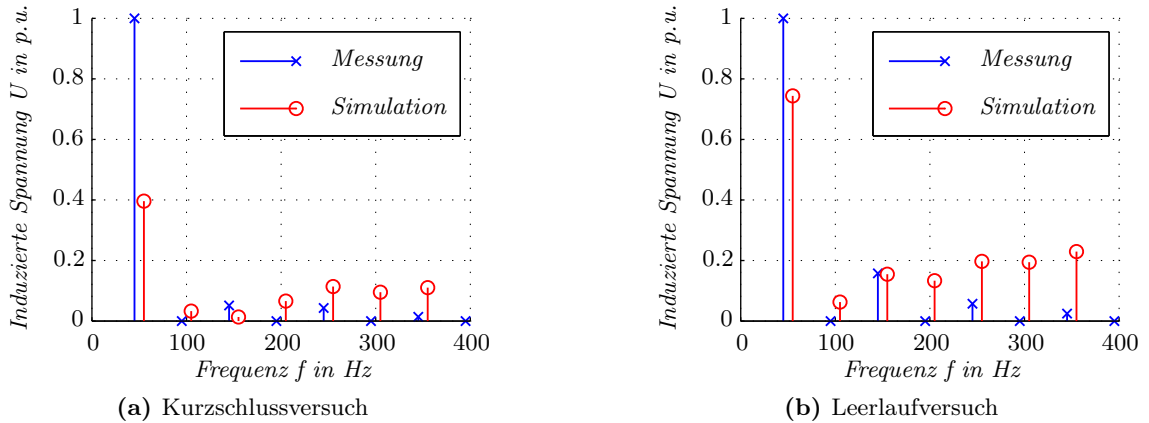 Induzierte Spannung U in p.u.
1
0.8
0.6
0.4
0.2
0
0
100
200
300
400
Messung
Simulation
Frequenz f in Hz
(a) Kurzschlussversuch
Induzierte Spannung U in p.u.
1
0.8
0.6
0.4
0.2
0
0
100
200
300
400
Messung
Simulation
Frequenz f in Hz
(b) Leerlaufversuch